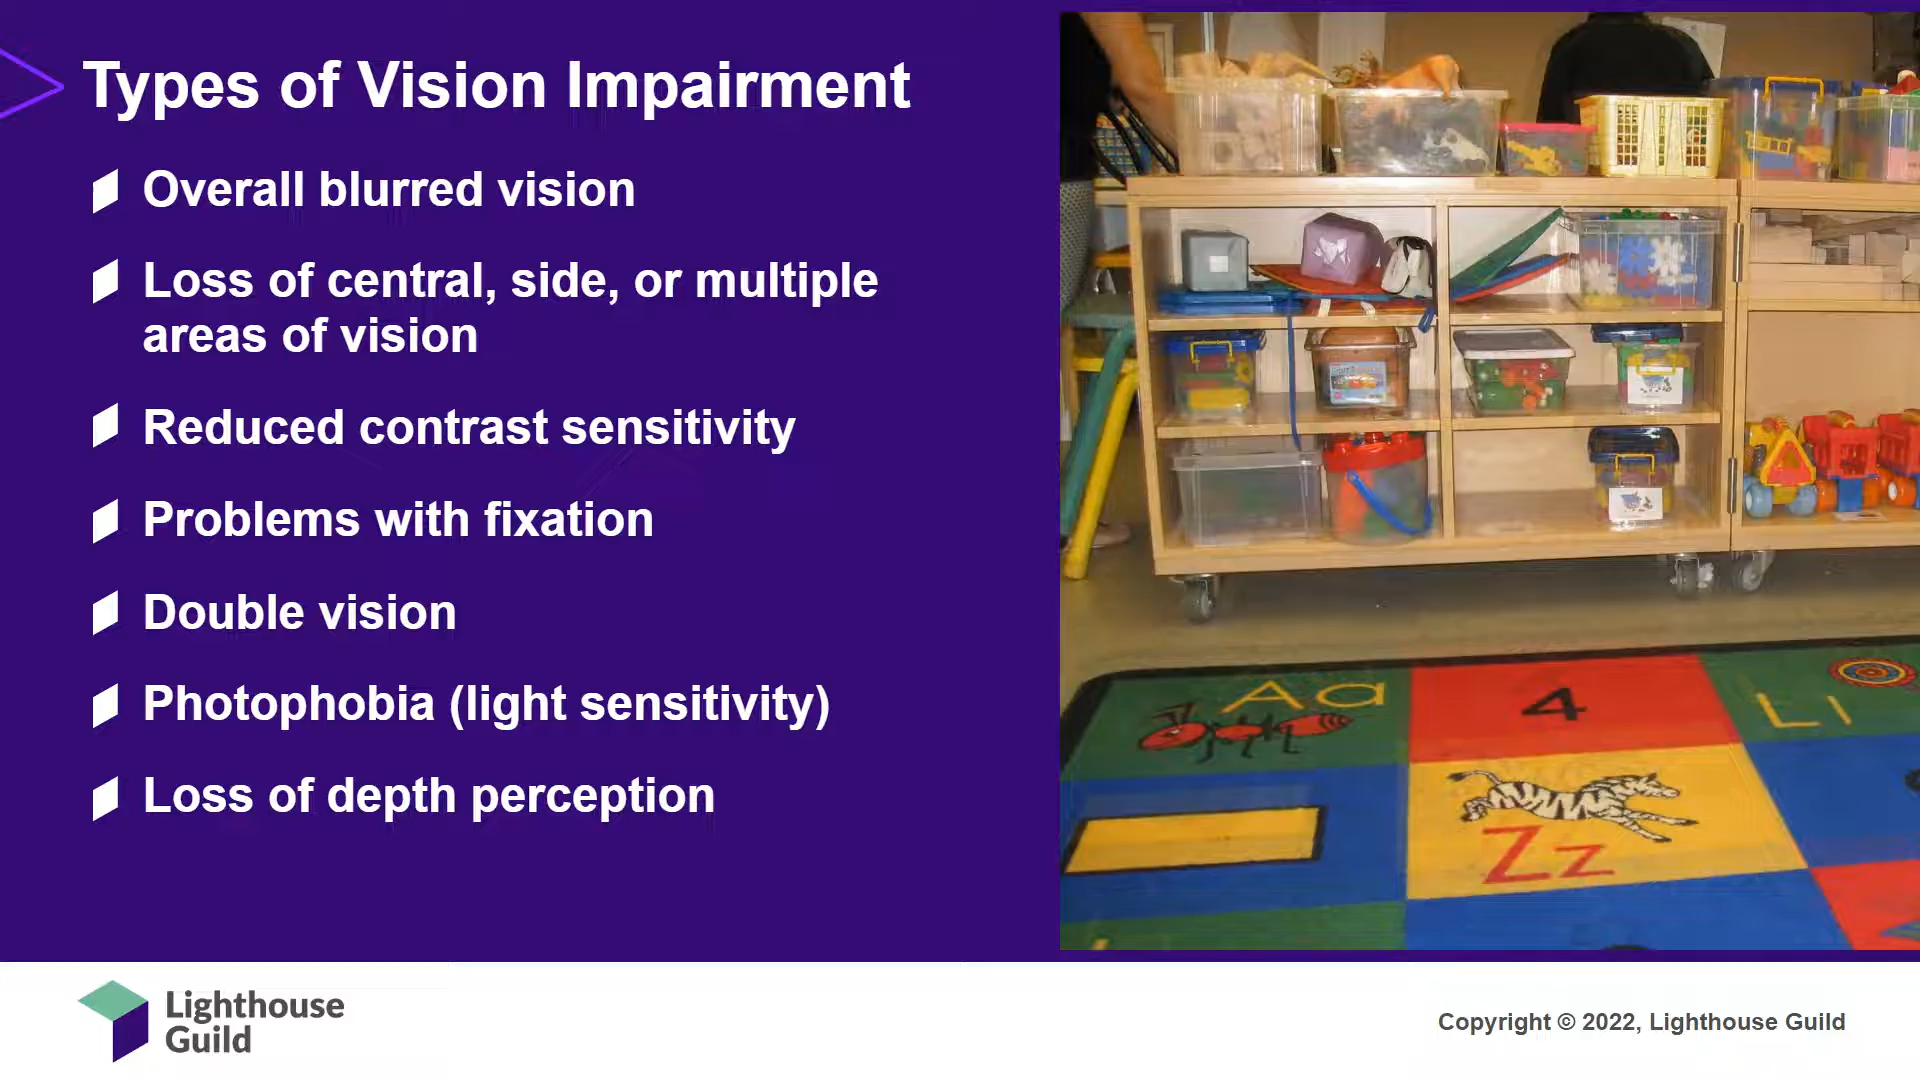 Types of Vision Impairment
Overall blurred vision
Loss of central, side, or multiple
areas of vision
Reduced contrast sensitivity
Problems with fixation
Double vision
Photophobia (light sensitivity)
Loss of depth perception
Aa
4
Ll
Zz
Lighthouse
Guild
Copyright © 2022, Lighthouse Guild